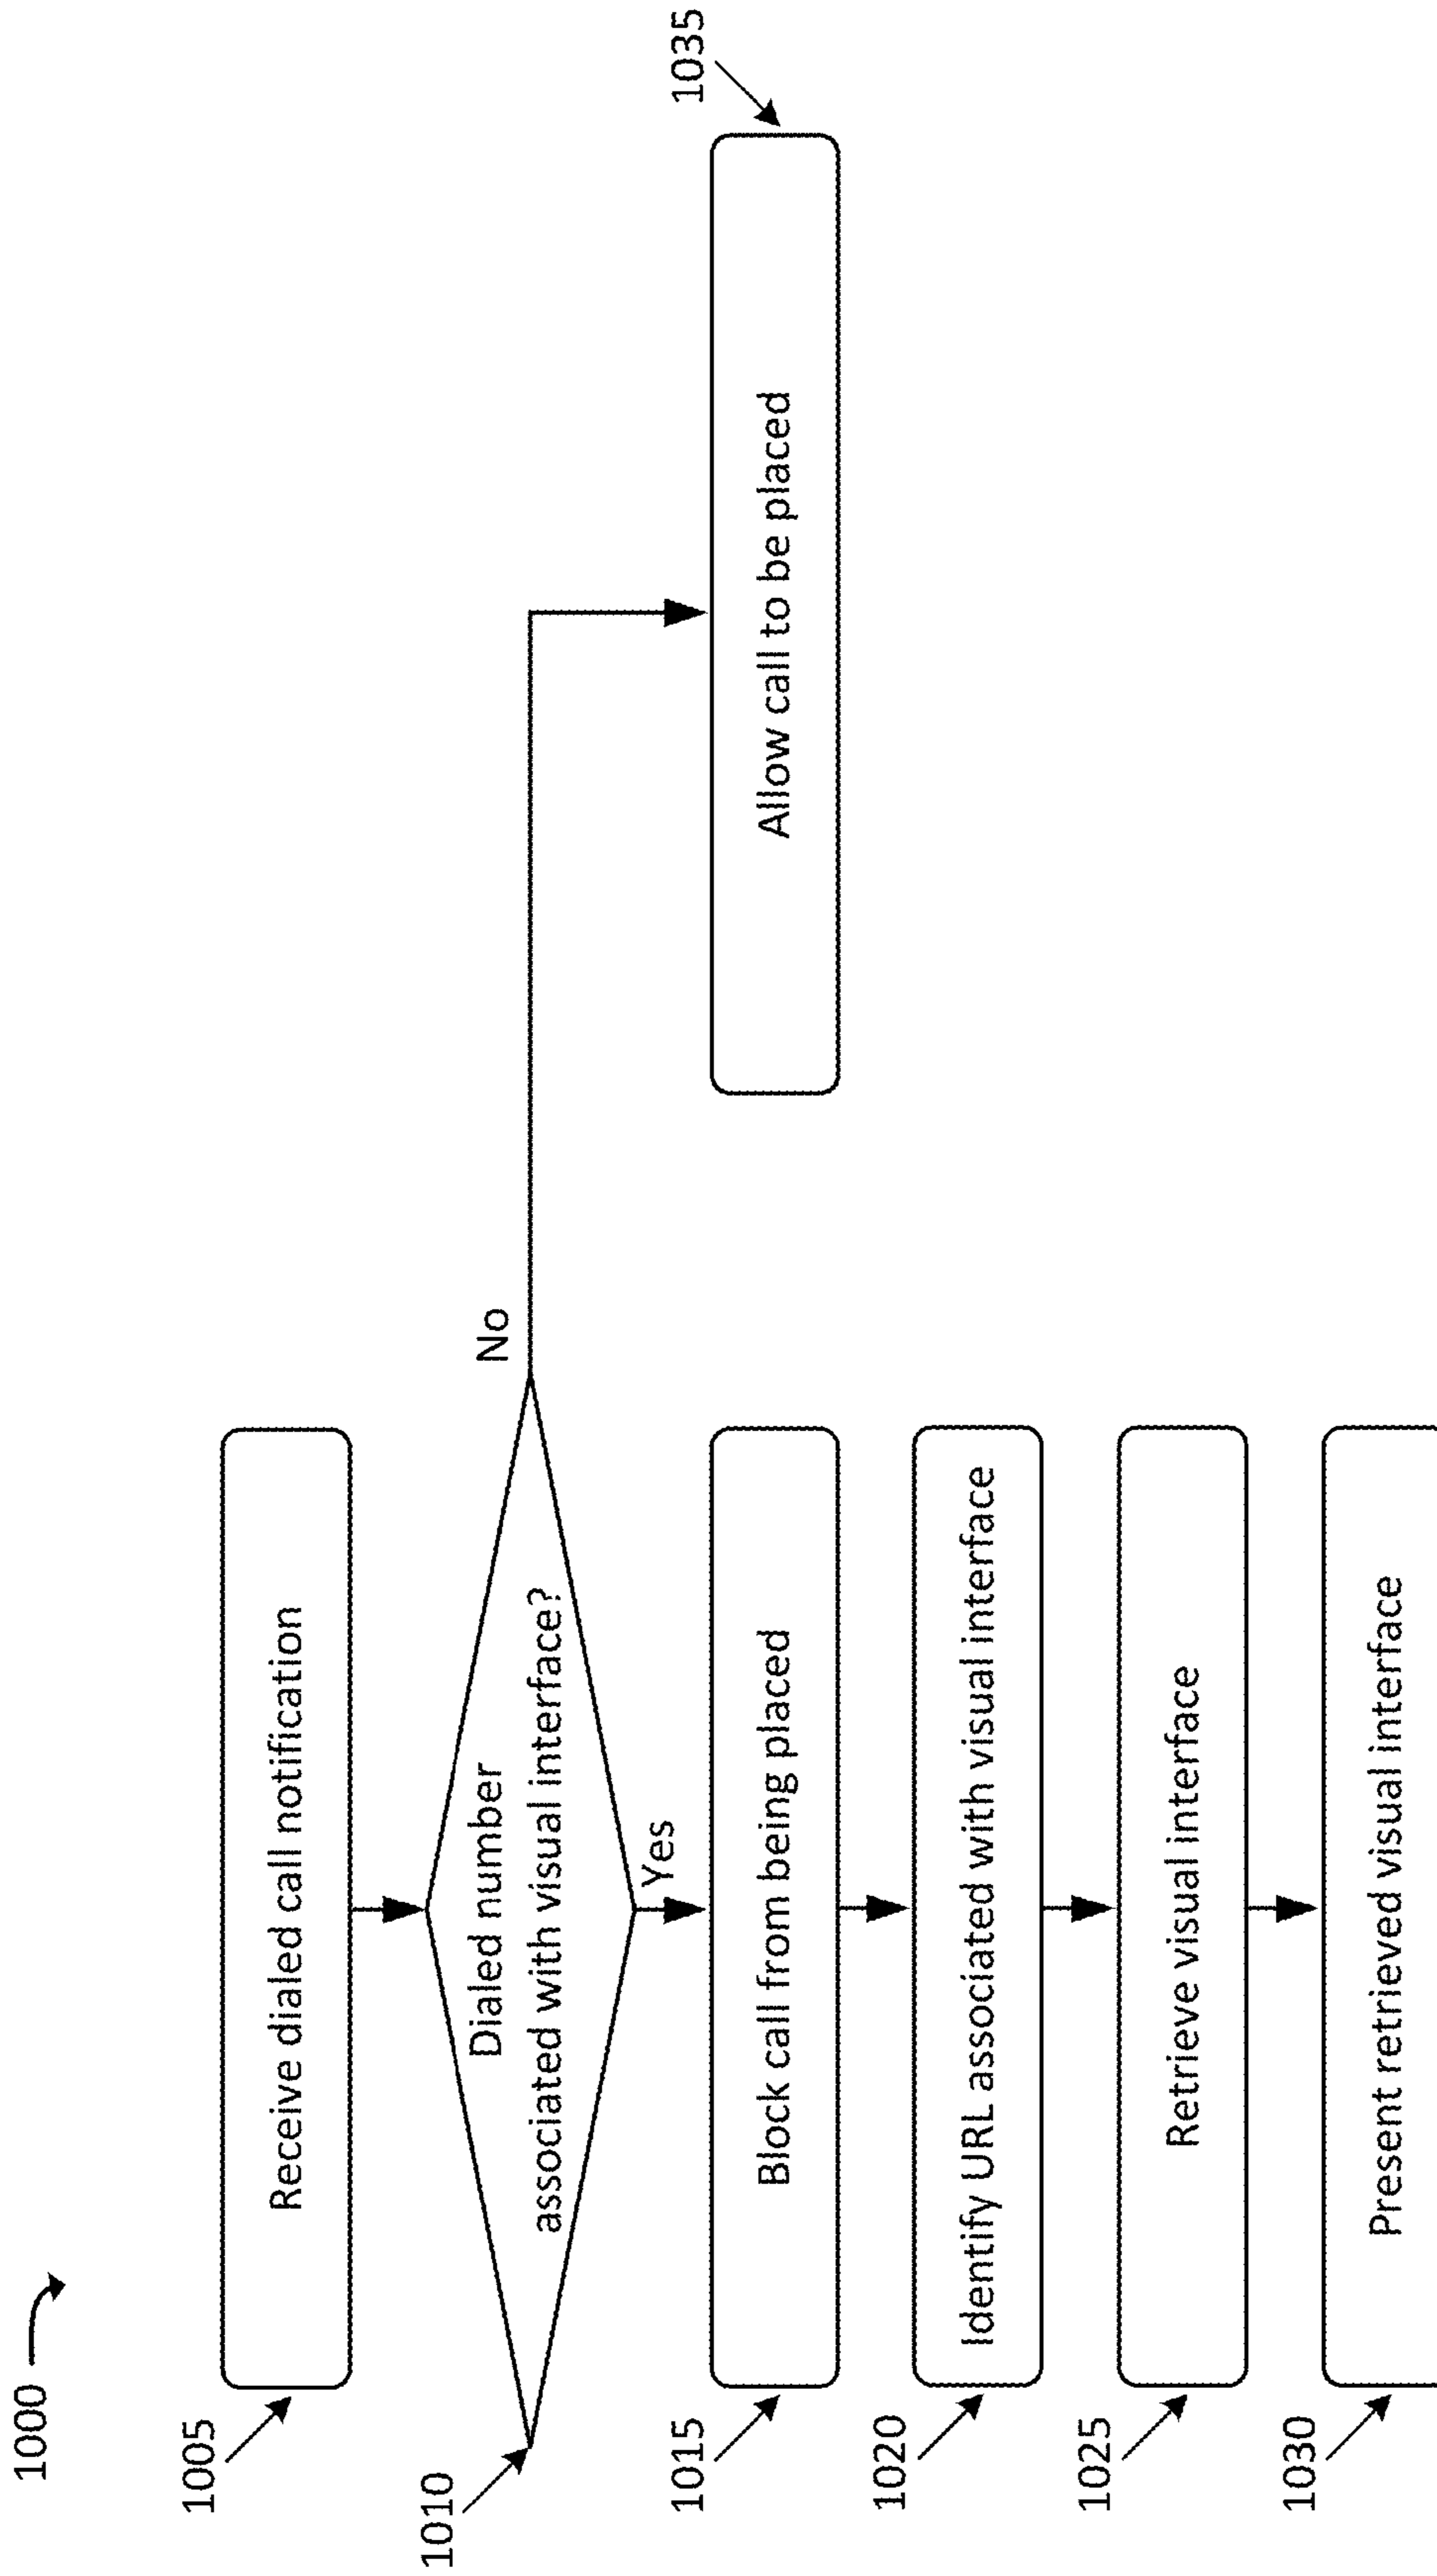 1000
1005
Receive dialed call notification
1010
Dialed number
associated with visual interface?
No
Yes
1015
Block call from being placed
1035
Allow call to be placed
1020
Identify URL associated with visual interface
1025
Retrieve visual interface
1030
Present retrieved visual interface